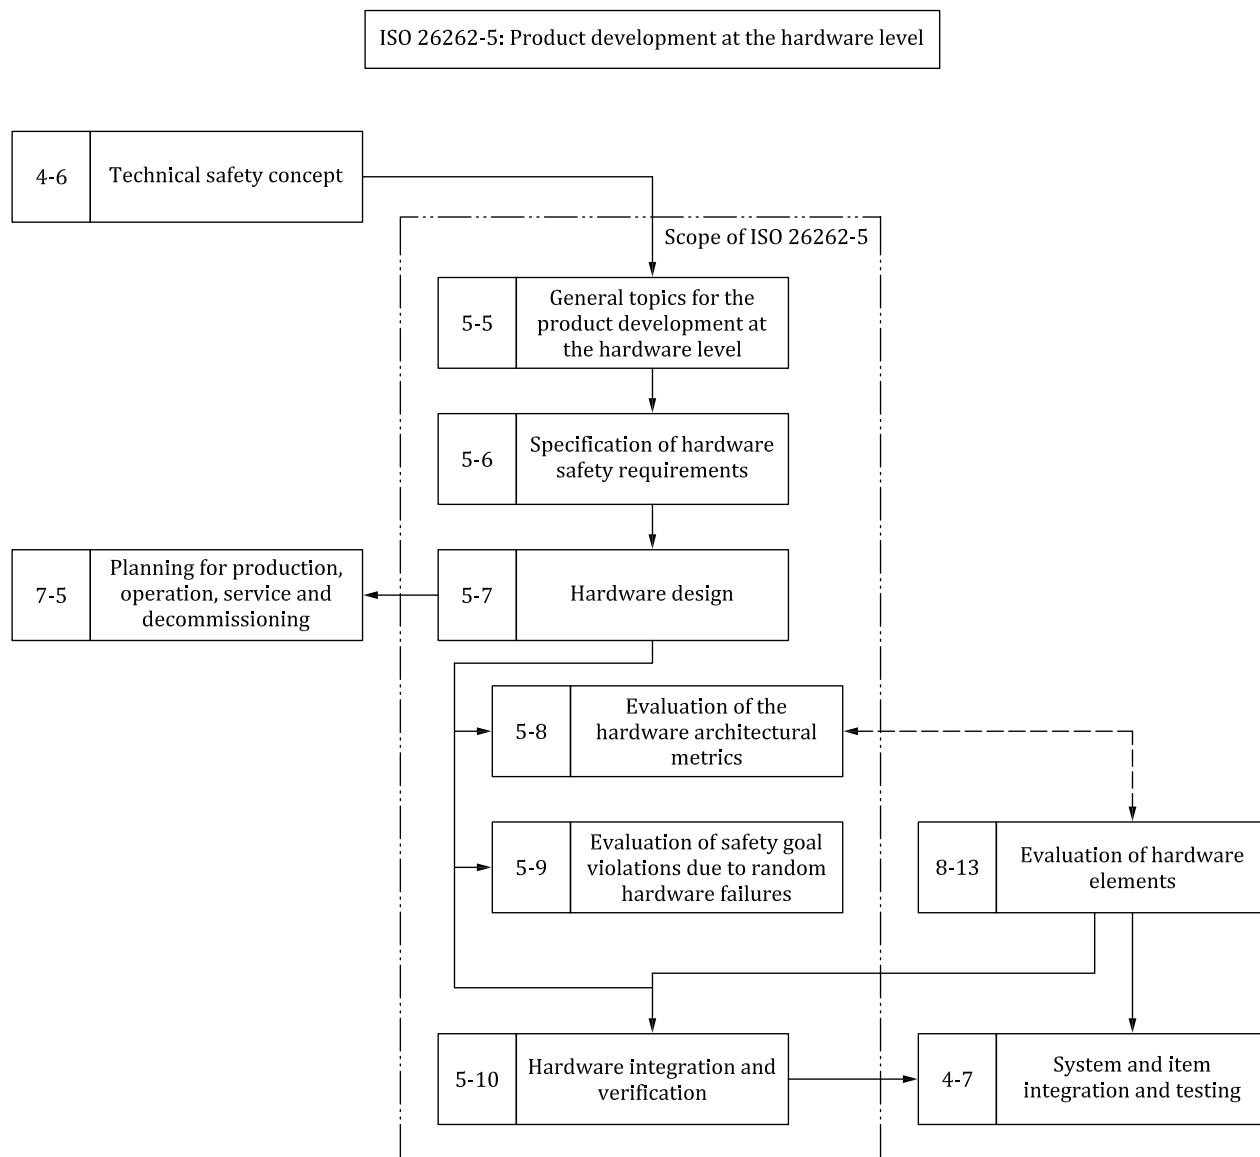 ISO 26262-5: Product development at the hardware level
4-6
Technical safety concept
Scope of ISO 26262-5
5-5
General topics for the
product development at
the hardware level
5-6
Specification of hardware
safety requirements
7-5
Planning for production,
operation, service and
decommissioning
5-7
Hardware design
5-8
Evaluation of the
hardware architectural
metrics
5-9
Evaluation of safety goal
violations due to random
hardware failures
8-13
Evaluation of hardware
elements
5-10
Hardware integration and
verification
4-7
System and item
integration and testing